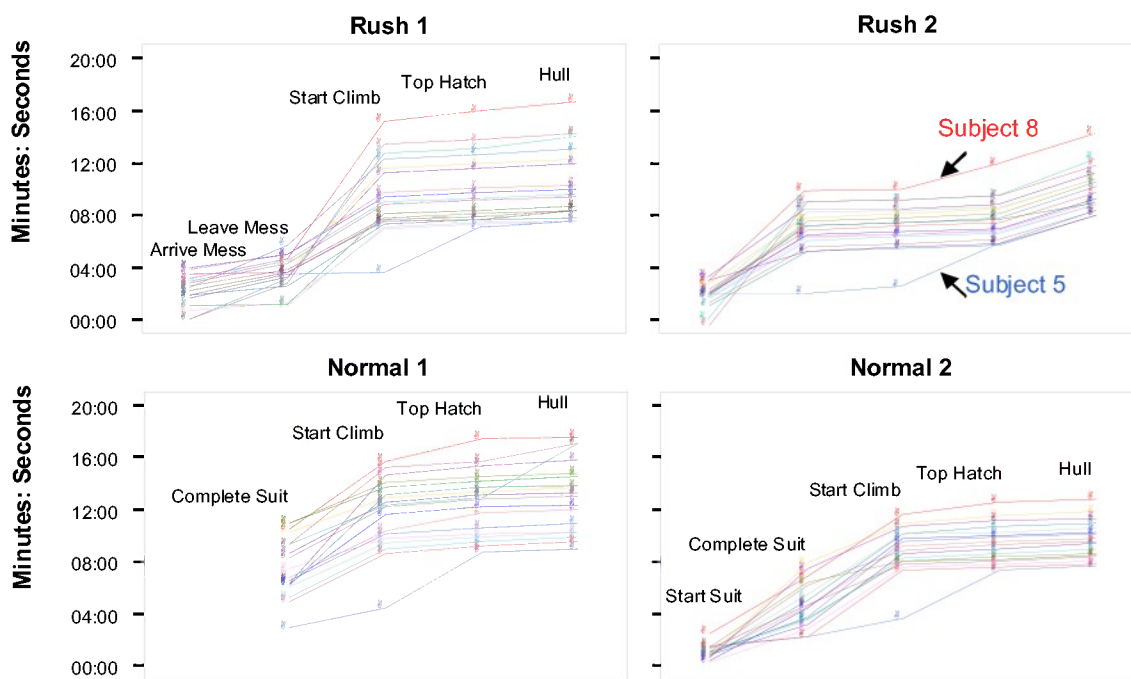 Rush 1
Rush 2
Minutes: Seconds
20:00
16:00
12:00
08:00
04:00
00:00
Arrive Mess
Leave Mess
Start Climb
Top Hatch
Hull
Subject 8
Subject 5
Normal 1
Normal 2
Minutes: Seconds
20:00
16:00
12:00
08:00
04:00
00:00
Complete Suit
Start Climb
Top Hatch
Hull
Start Suit
Complete Suit
Start Climb
Top Hatch
Hull